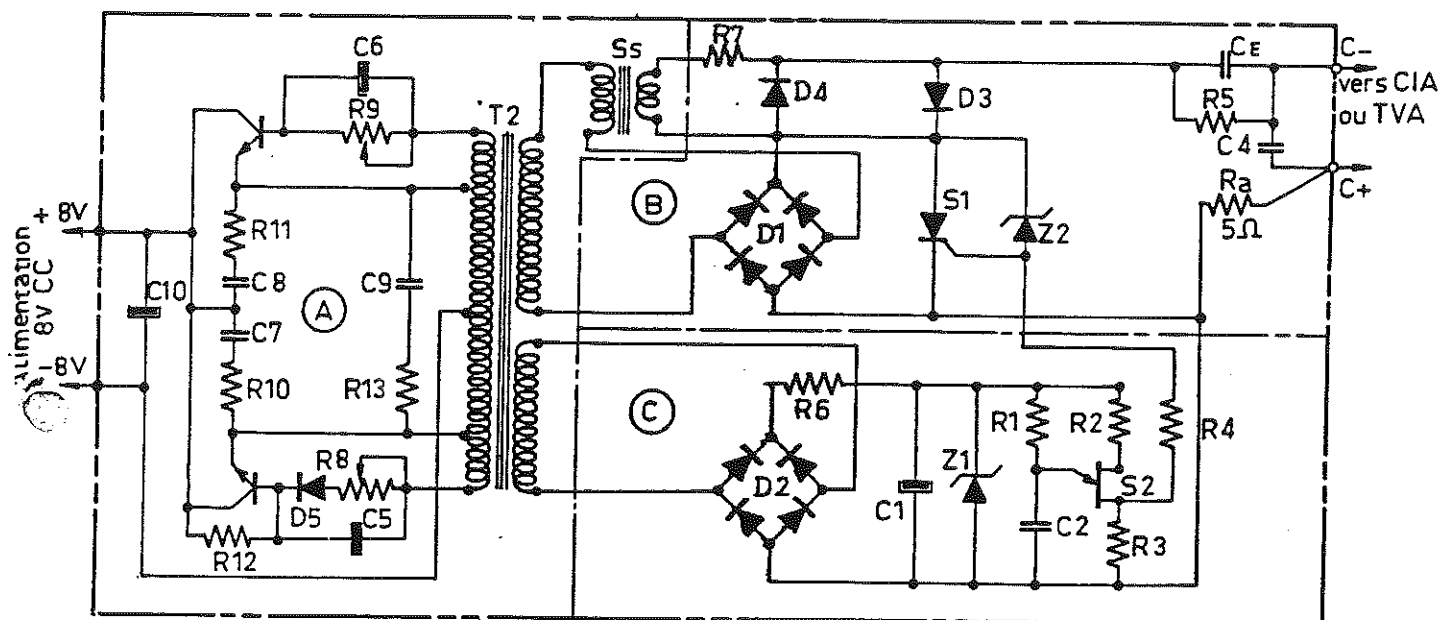 C6
R9
T2
Ss
R7
D4
D3
CE
C-
vers CIA
ou TVA
R5
C4
C+
Ra
5Ω
+ 8V
Alimentation
8V CC
- 8V
C10
R11
C8
A
C9
C7
R10
R13
B
D1
S1
Z2
R8
D5
C5
R12
C
R6
D2
C1
Z1
R1
R2
S2
C2
R3
R4